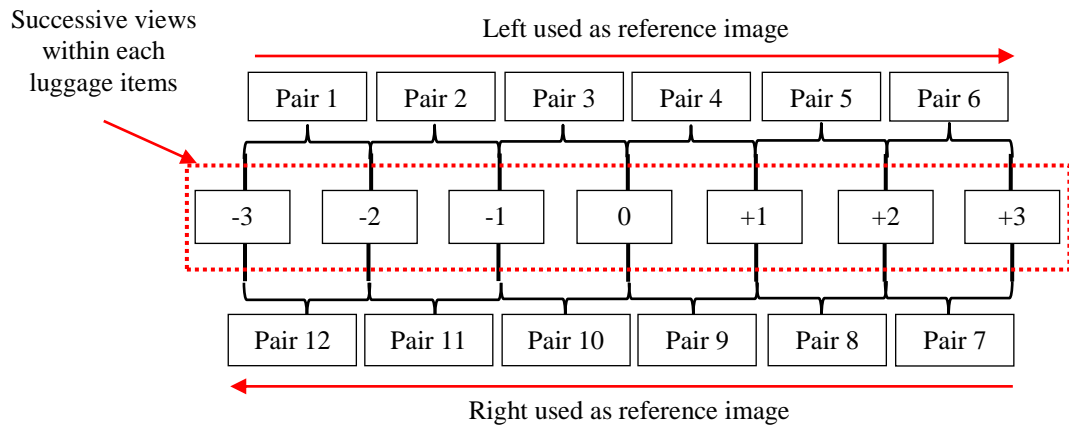 Successive views
within each
luggage items
Left used as reference image
Pair 1 Pair 2 Pair 3 Pair 4 Pair 5 Pair 6
-3 -2 -1 0 +1 +2 +3
Pair 12 Pair 11 Pair 10 Pair 9 Pair 8 Pair 7
Right used as reference image